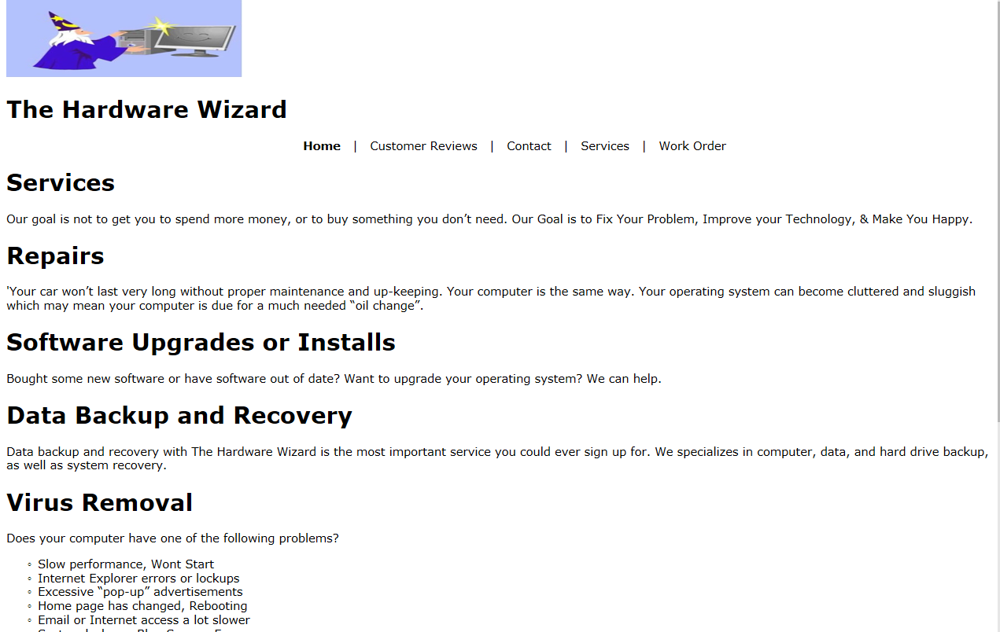 The Hardware Wizard
Home | Customer Reviews | Contact | Services | Work Order
Services
Our goal is not to get you to spend more money, or to buy something you don’t need. Our Goal is to Fix Your Problem, Improve your Technology, & Make You Happy.
Repairs
'Your car won’t last very long without proper maintenance and up-keeping. Your computer is the same way. Your operating system can become cluttered and sluggish
which may mean your computer is due for a much needed “oil change”.
Software Upgrades or Installs
Bought some new software or have software out of date? Want to upgrade your operating system? We can help.
Data Backup and Recovery
Data backup and recovery with The Hardware Wizard is the most important service you could ever sign up for. We specializes in computer, data, and hard drive backup,
as well as system recovery.
Virus Removal
Does your computer have one of the following problems?
◦ Slow performance, Wont Start
◦ Internet Explorer errors or lockups
◦ Excessive “pop-up” advertisements
◦ Home page has changed, Rebooting
◦ Email or Internet access a lot slower